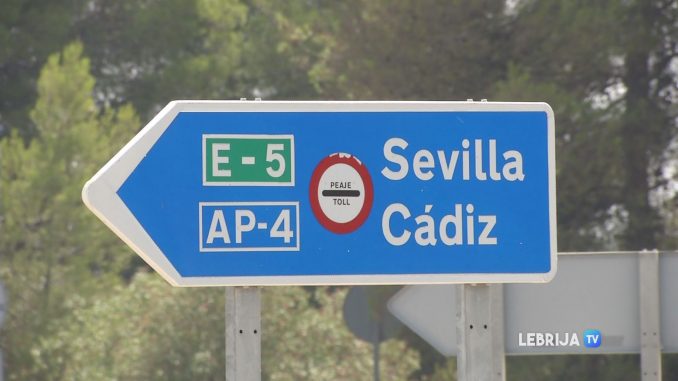 E-5
AP-4
PEAJE
TOLL
Sevilla
Cádiz
LEBRIJA TV